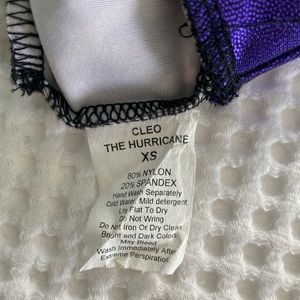 CLEO
THE HURRICANE
XS
80% NYLON
20% SPANDEX
Hand Wash Separately
Cold Water, Mild detergent
Lay Flat To Dry
Do Not Wring
Do Not Iron Or Dry Clean
Bright and Dark Colors
May Bleed
Wash Immediately After
Extreme Perspiration